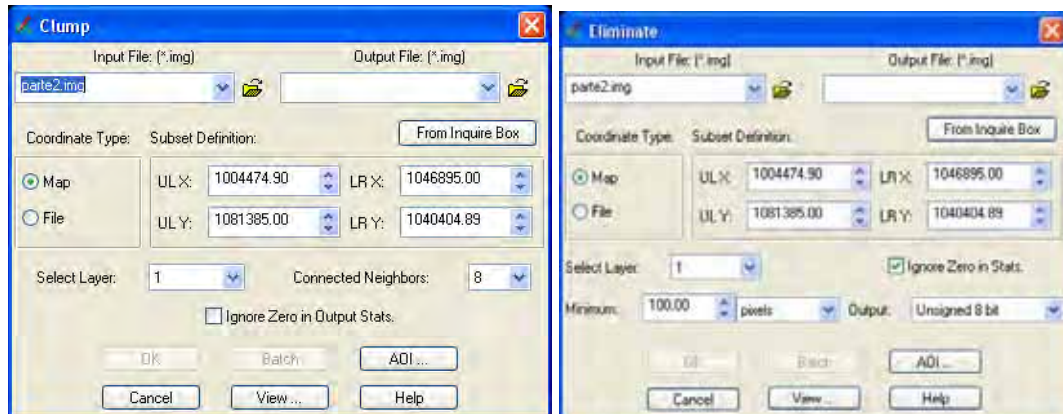 Clump
Input File: (*.img)
Output File: (*.img)
parte2.img
Coordinate Type:
Subset Definition:
From Inquire Box
Map
File
UL X: 1004474.90
LR X: 1046895.00
UL Y: 1081385.00
LR Y: 1040404.89
Select Layer: 1
Connected Neighbors: 8
Ignore Zero in Output Stats.
OK
Batch
AOI ...
Cancel
View ...
Help
Eliminate
Input File: (*.img)
Output File: (*.img)
parte2.img
Coordinate Type:
Subset Definition:
From Inquire Box
Map
File
UL X: 1004474.90
LR X: 1046895.00
UL Y: 1081385.00
LR Y: 1040404.89
Select Layer: 1
Ignore Zero in Stats.
Minimum: 100.00 pixels
Output: Unsigned 8 bit
OK
Batch
AOI ...
Cancel
View ...
Help